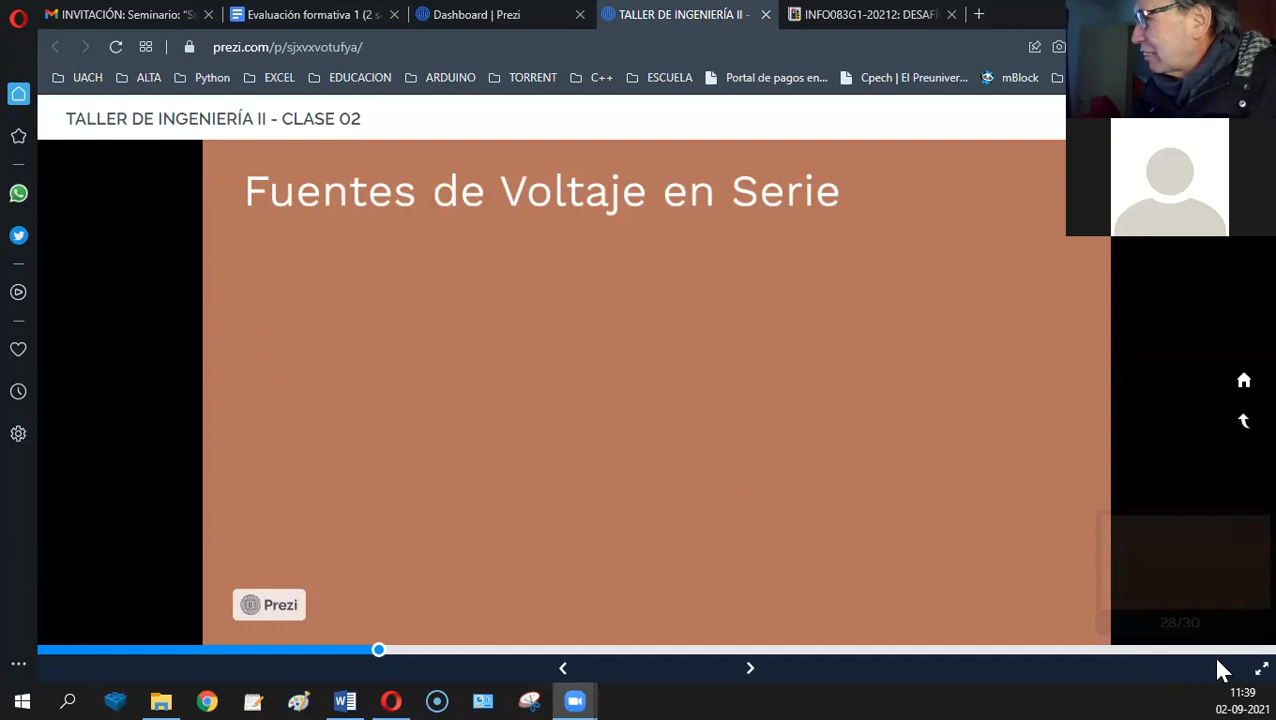 INVITACIÓN: Seminario: "S
Evaluación formativa 1 (2 s
Dashboard | Prezi
TALLER DE INGENIERÍA II -
INFO083G1-20212: DESAF
prezi.com/p/sjxvxvotufya/
UACH
ALTA
Python
EXCEL
EDUCACION
ARDUINO
TORRENT
C++
ESCUELA
Portal de pagos en...
Cpech | El Preuniver...
mBlock
TALLER DE INGENIERÍA II - CLASE 02
Fuentes de Voltaje en Serie
Prezi
28/30
11:39
02-09-2021